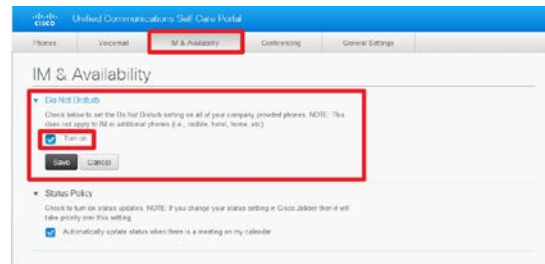 cisco Unified Communications Self Care Portal
Phones Voicemail IM & Availability Conferencing General Settings
IM & Availability
Do Not Disturb
Check below to set the Do Not Disturb setting on all of your company provided phones. NOTE: This
does not apply to IM or additional phones (i.e., mobile, hotel, home, etc).
Turn on
Save Cancel
Status Policy
Check to turn on status updates. NOTE: If you change your status setting in Cisco Jabber then it will
take priority over this setting.
Automatically update status when there is a meeting on my calendar